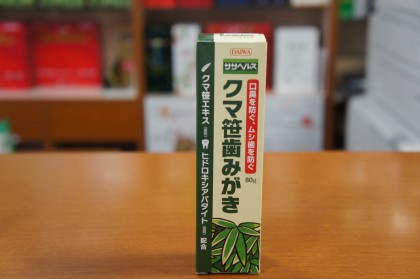 DAIWA
ササヘルス
口臭を防ぐ、ムシ歯を防ぐ
クマ笹歯みがき
80g
クマ笹エキス
ヒドロキシアパタイト
配合